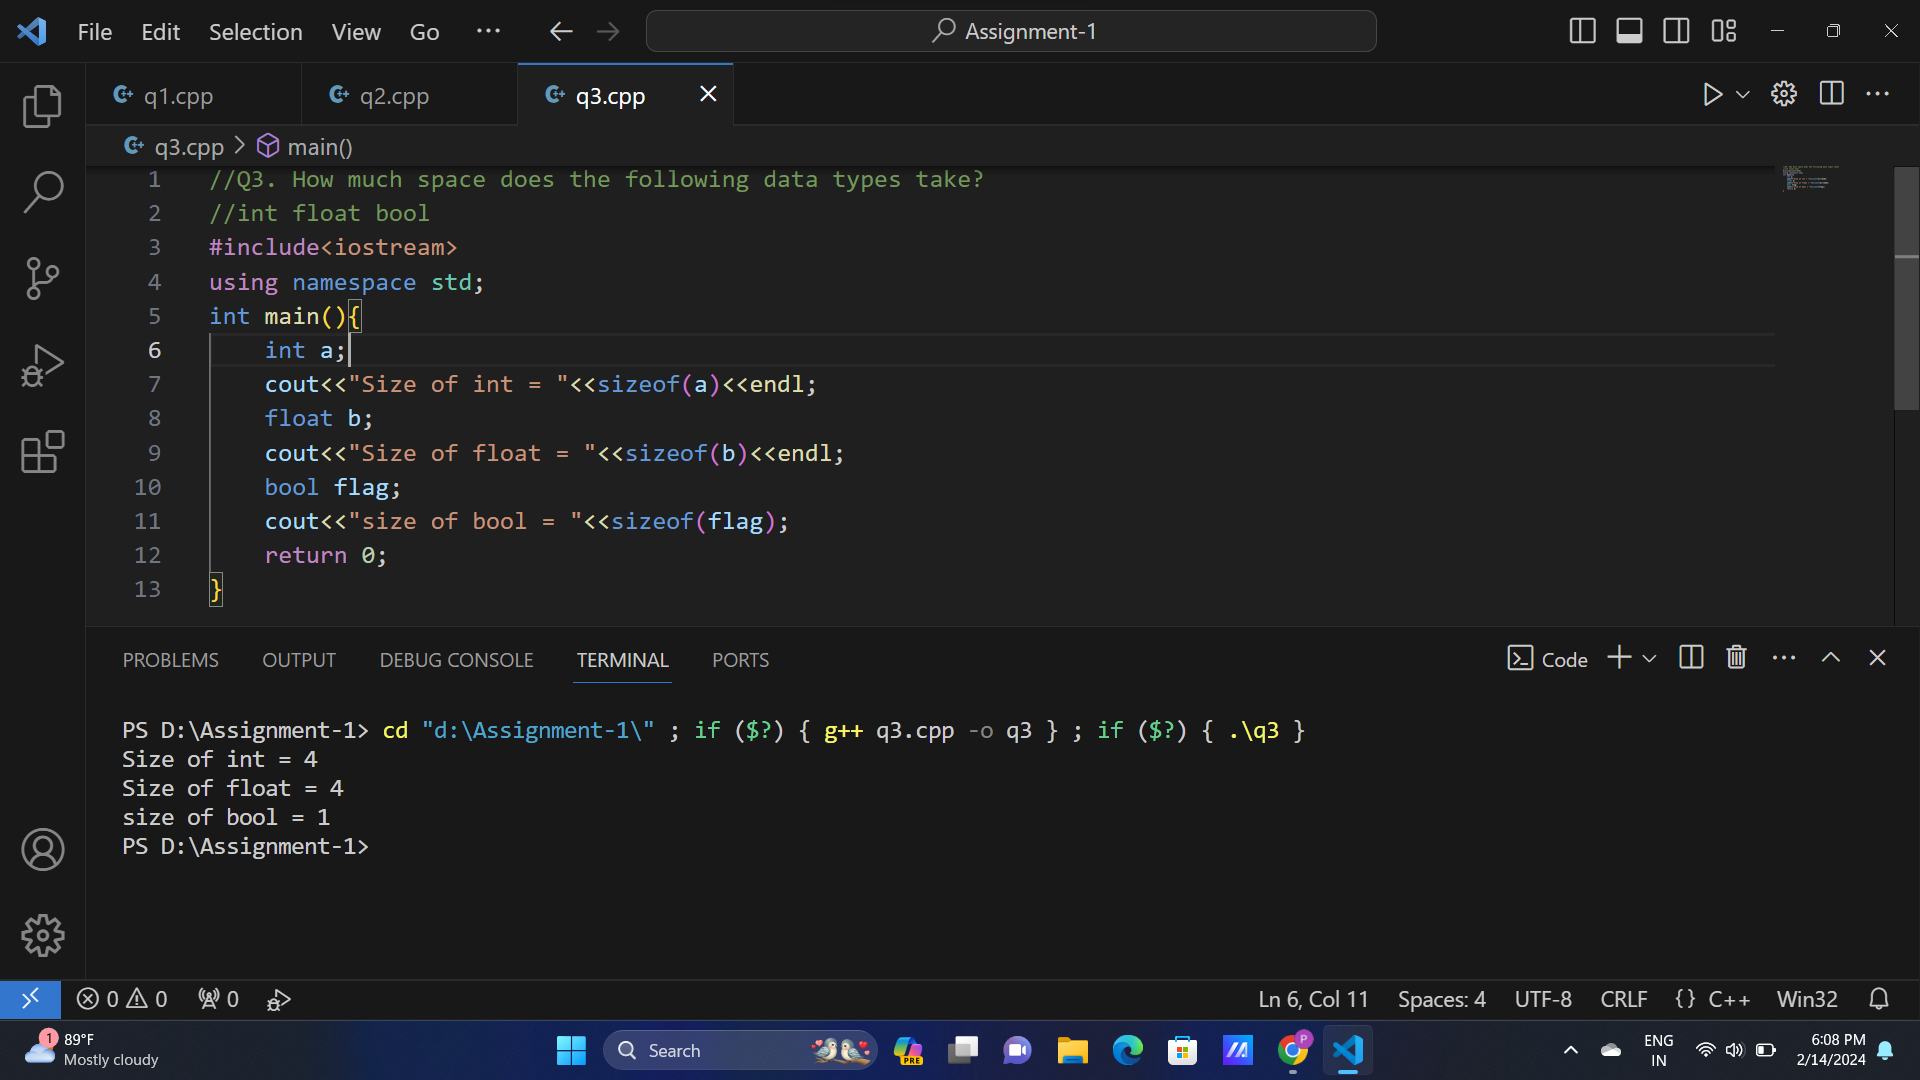 File Edit Selection View Go ··· Assignment-1
q1.cpp q2.cpp q3.cpp
q3.cpp > main()
1 //Q3. How much space does the following data types take?
2 //int float bool
3 #include<iostream>
4 using namespace std;
5 int main(){
6 int a;
7 cout<<"Size of int = "<<sizeof(a)<<endl;
8 float b;
9 cout<<"Size of float = "<<sizeof(b)<<endl;
10 bool flag;
11 cout<<"size of bool = "<<sizeof(flag);
12 return 0;
13 }
PROBLEMS OUTPUT DEBUG CONSOLE TERMINAL PORTS Code
PS D:\Assignment-1> cd "d:\Assignment-1\" ; if ($?) { g++ q3.cpp -o q3 } ; if ($?) { .\q3 }
Size of int = 4
Size of float = 4
size of bool = 1
PS D:\Assignment-1>
0 0 0 Ln 6, Col 11 Spaces: 4 UTF-8 CRLF {} C++ Win32
1 89°F
Mostly cloudy
Search
PRE
P
ENG
IN
6:08 PM
2/14/2024